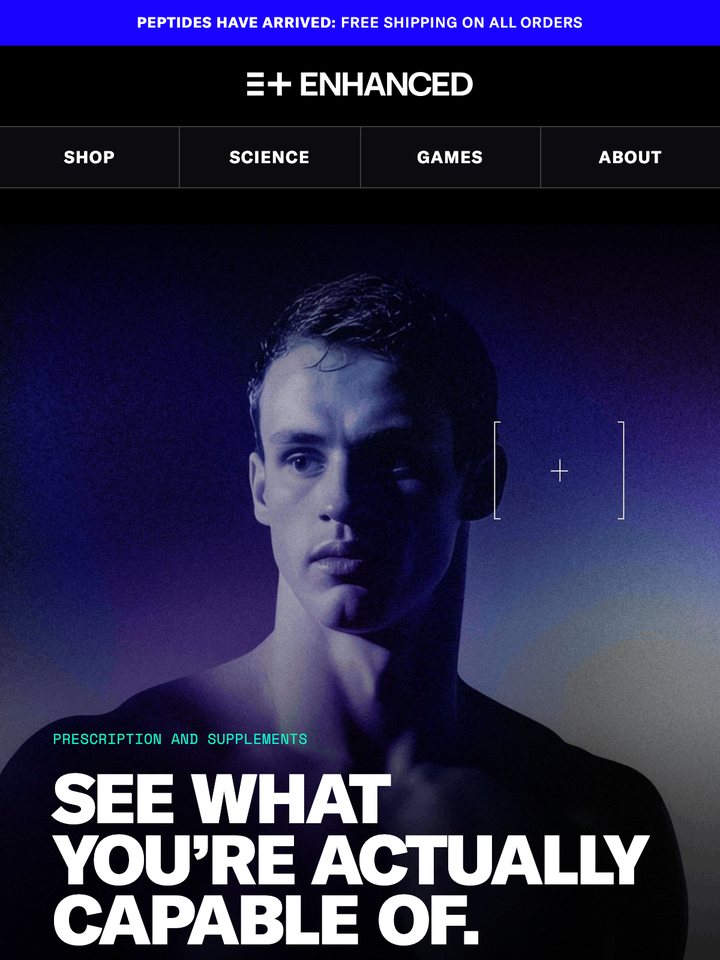 PEPTIDES HAVE ARRIVED: FREE SHIPPING ON ALL ORDERS
ENHANCED
SHOP
SCIENCE
GAMES
ABOUT
PRESCRIPTION AND SUPPLEMENTS
SEE WHAT
YOU’RE ACTUALLY
CAPABLE OF.